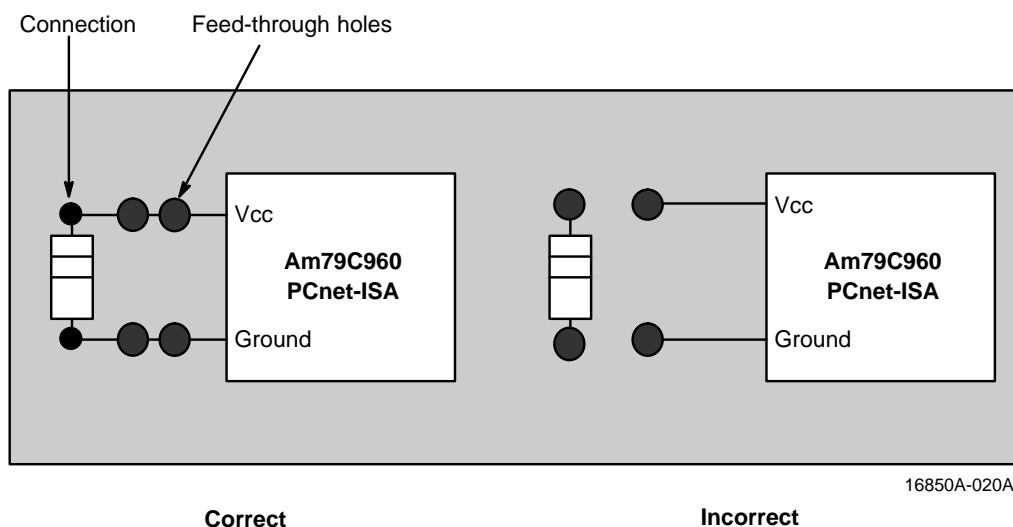 Connection
Feed-through holes
Vcc
Am79C960
PCnet-ISA
Ground
Vcc
Am79C960
PCnet-ISA
Ground
16850A-020A
Correct
Incorrect